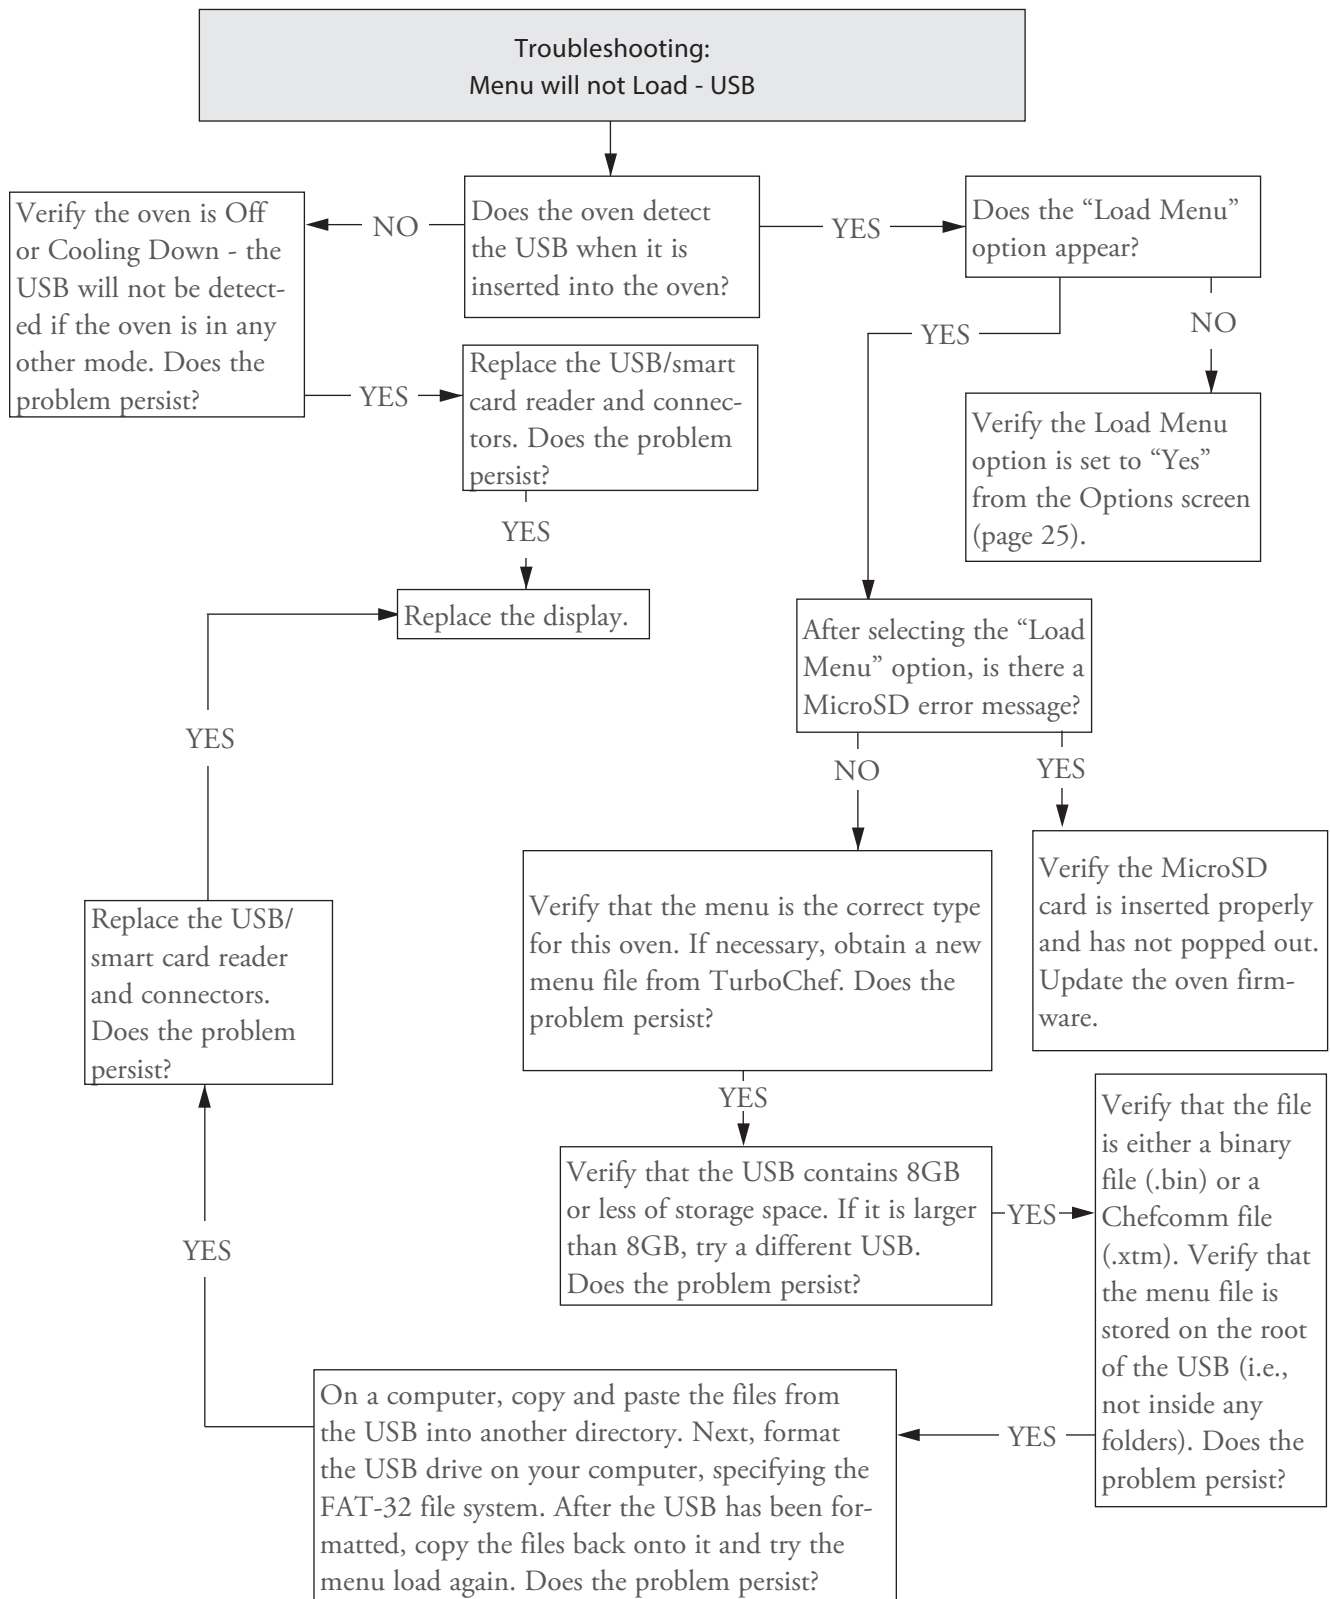 Troubleshooting:
Menu will not Load - USB
Verify the oven is Off
or Cooling Down - the
USB will not be detect-
ed if the oven is in any
other mode. Does the
problem persist?
NO
Does the oven detect
the USB when it is
inserted into the oven?
YES
Does the “Load Menu”
option appear?
YES
NO
YES
Replace the USB/smart
card reader and connec-
tors. Does the problem
persist?
Verify the Load Menu
option is set to “Yes”
from the Options screen
(page 25).
YES
Replace the display.
After selecting the “Load
Menu” option, is there a
MicroSD error message?
YES
NO
YES
Verify that the menu is the correct type
for this oven. If necessary, obtain a new
menu file from TurboChef. Does the
problem persist?
Verify the MicroSD
card is inserted properly
and has not popped out.
Update the oven firm-
ware.
Replace the USB/
smart card reader
and connectors.
Does the problem
persist?
YES
Verify that the USB contains 8GB
or less of storage space. If it is larger
than 8GB, try a different USB.
Does the problem persist?
YES
Verify that the file
is either a binary
file (.bin) or a
Chefcomm file
(.xtm). Verify that
the menu file is
stored on the root
of the USB (i.e.,
not inside any
folders). Does the
problem persist?
YES
YES
On a computer, copy and paste the files from
the USB into another directory. Next, format
the USB drive on your computer, specifying the
FAT-32 file system. After the USB has been for-
matted, copy the files back onto it and try the
menu load again. Does the problem persist?